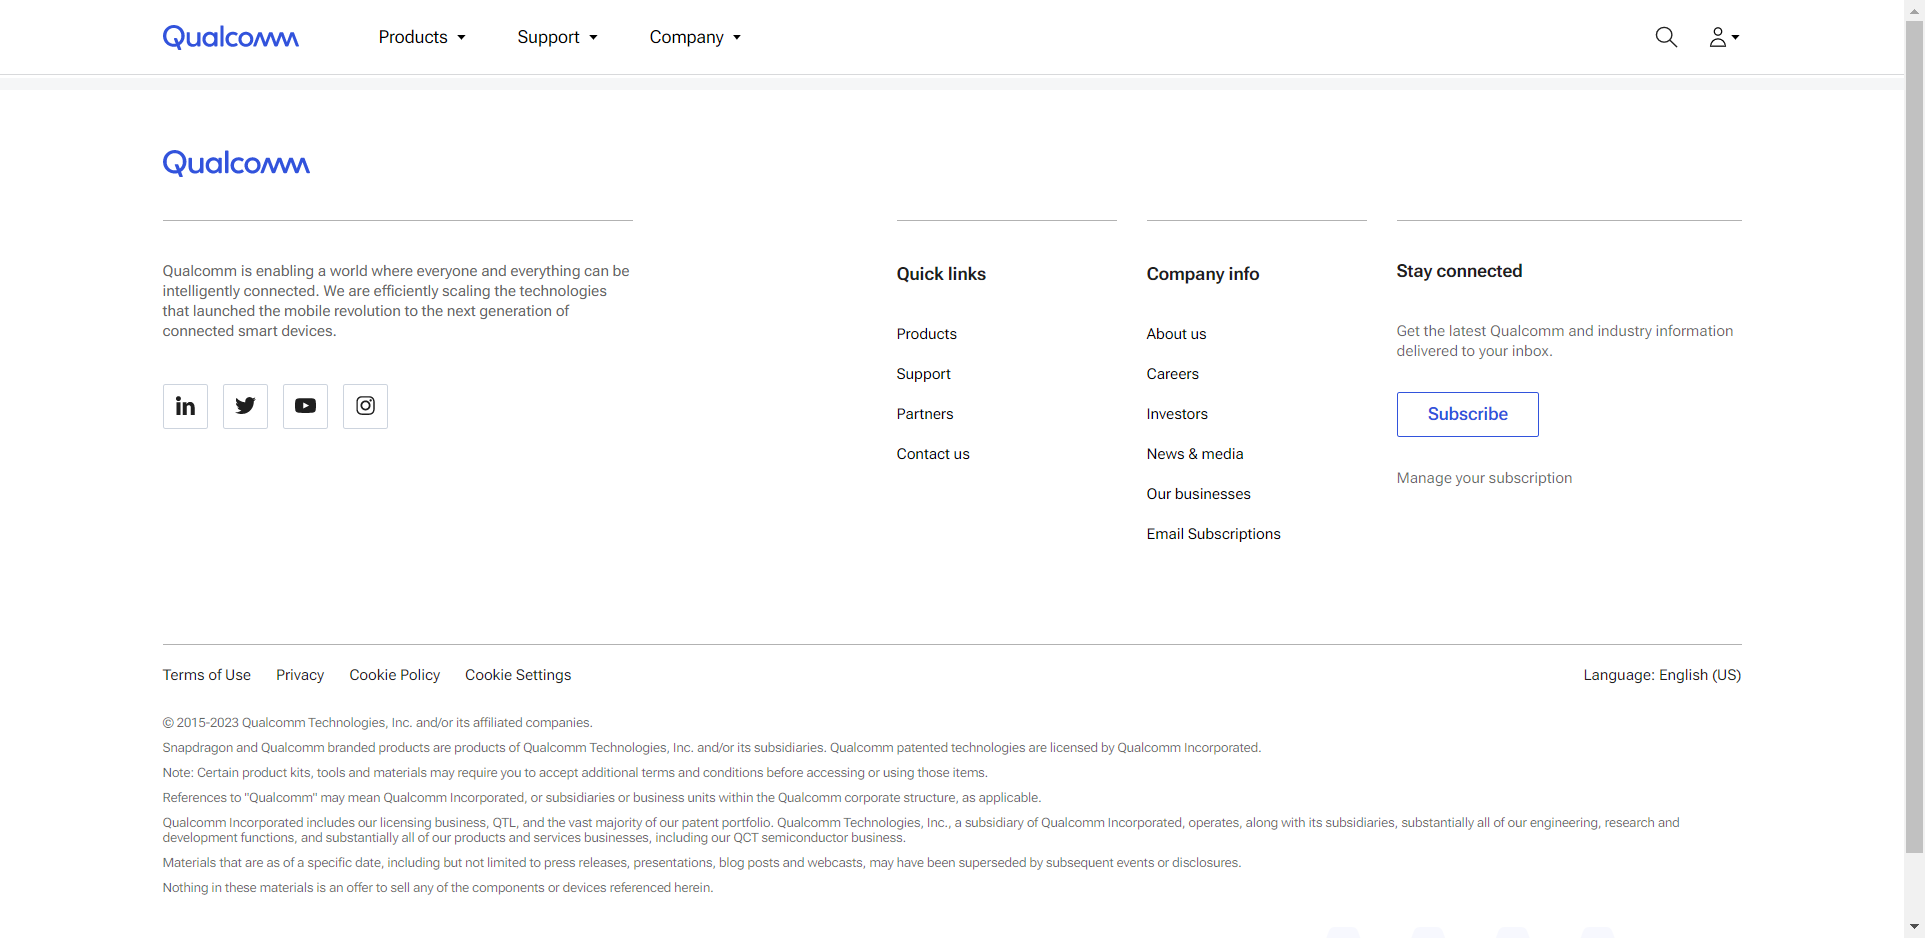 Qualcomm
Products
Support
Company
Qualcomm
Qualcomm is enabling a world where everyone and everything can be
intelligently connected. We are efficiently scaling the technologies
that launched the mobile revolution to the next generation of
connected smart devices.
in
Quick links
Products
Support
Partners
Contact us
Company info
About us
Careers
Investors
News & media
Our businesses
Email Subscriptions
Stay connected
Get the latest Qualcomm and industry information
delivered to your inbox.
Subscribe
Manage your subscription
Terms of Use
Privacy
Cookie Policy
Cookie Settings
Language: English (US)
© 2015-2023 Qualcomm Technologies, Inc. and/or its affiliated companies.
Snapdragon and Qualcomm branded products are products of Qualcomm Technologies, Inc. and/or its subsidiaries. Qualcomm patented technologies are licensed by Qualcomm Incorporated.
Note: Certain product kits, tools and materials may require you to accept additional terms and conditions before accessing or using those items.
References to "Qualcomm" may mean Qualcomm Incorporated, or subsidiaries or business units within the Qualcomm corporate structure, as applicable.
Qualcomm Incorporated includes our licensing business, QTL, and the vast majority of our patent portfolio. Qualcomm Technologies, Inc., a subsidiary of Qualcomm Incorporated, operates, along with its subsidiaries, substantially all of our engineering, research and
development functions, and substantially all of our products and services businesses, including our QCT semiconductor business.
Materials that are as of a specific date, including but not limited to press releases, presentations, blog posts and webcasts, may have been superseded by subsequent events or disclosures.
Nothing in these materials is an offer to sell any of the components or devices referenced herein.